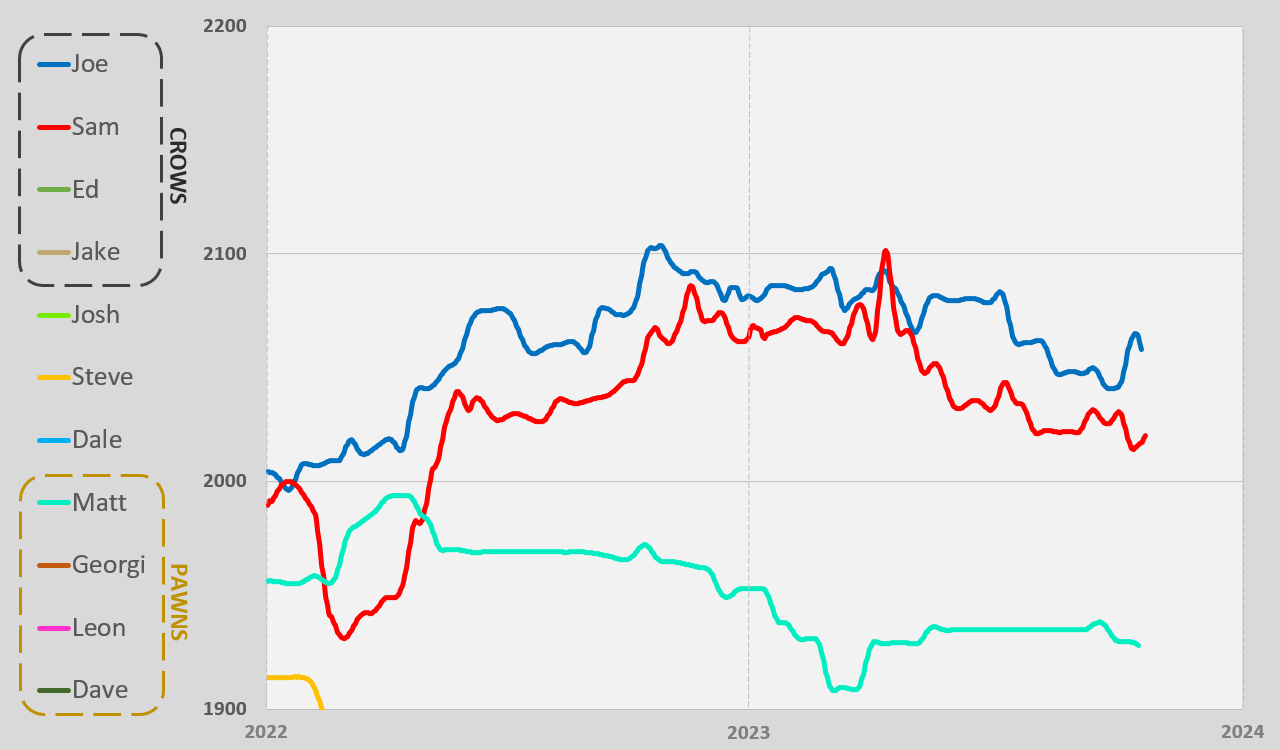 Joe
Sam
Ed
Jake
CROWS
Josh
Steve
Dale
Matt
Georgi
Leon
Dave
PAWNS
2200
2100
2000
1900
2022
2023
2024